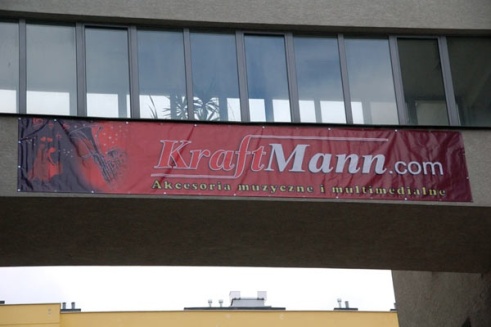 KraftMann.com
Akcesoria muzyczne i multimedialne